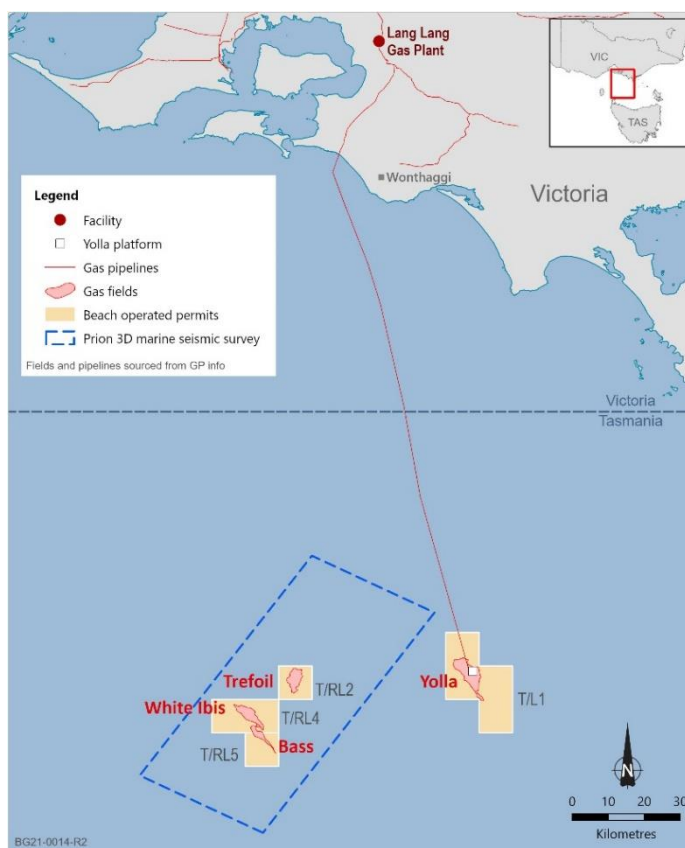 Lang Lang
Gas Plant
VIC
TAS
Wonthaggi
Victoria
Legend
Facility
Yolla platform
Gas pipelines
Gas fields
Beach operated permits
Prion 3D marine seismic survey
Fields and pipelines sourced from GP info
Victoria
Tasmania
Trefoil
T/RL2
White Ibis
T/RL4
T/RL5
Bass
Yolla
T/L1
N
0 10 20 30
Kilometres
BG21-0014-R2